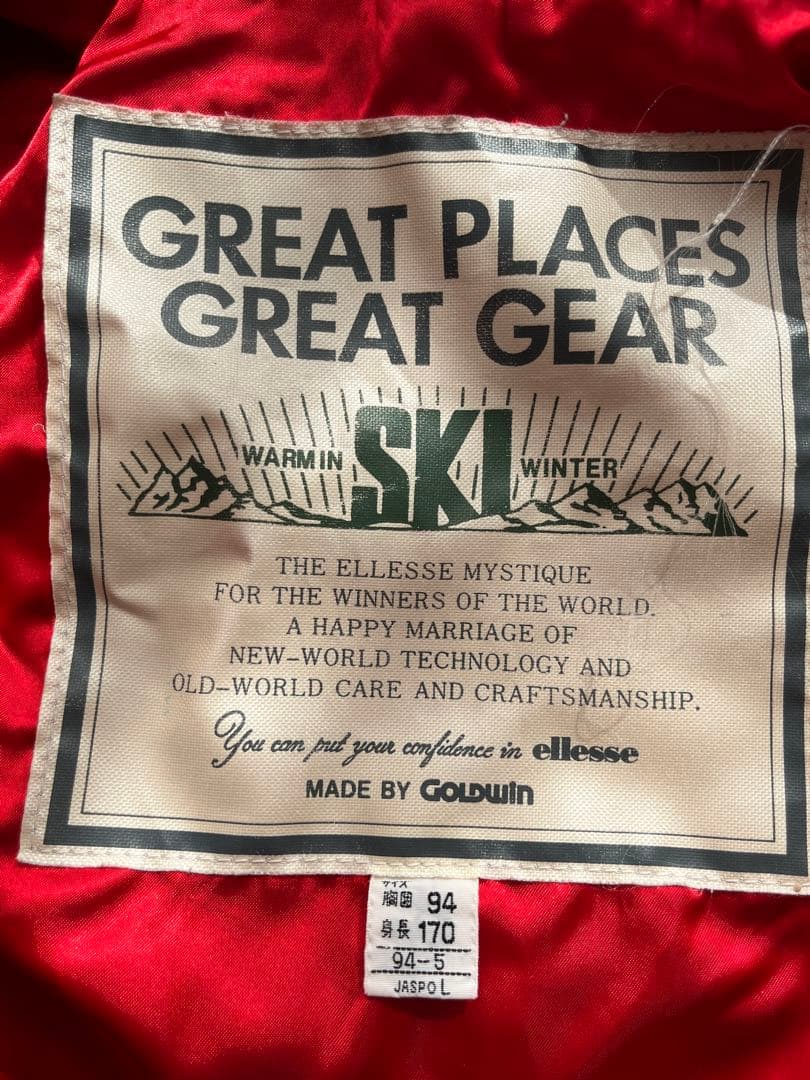 GREAT PLACES
GREAT GEAR
WARM IN SKI WINTER
THE ELLESSE MYSTIQUE
FOR THE WINNERS OF THE WORLD.
A HAPPY MARRIAGE OF
NEW-WORLD TECHNOLOGY AND
OLD-WORLD CARE AND CRAFTSMANSHIP.
You can put your confidence in ellesse
MADE BY GOLDWIN
サイズ
胸囲 94
身長 170
94-5
JASPO L